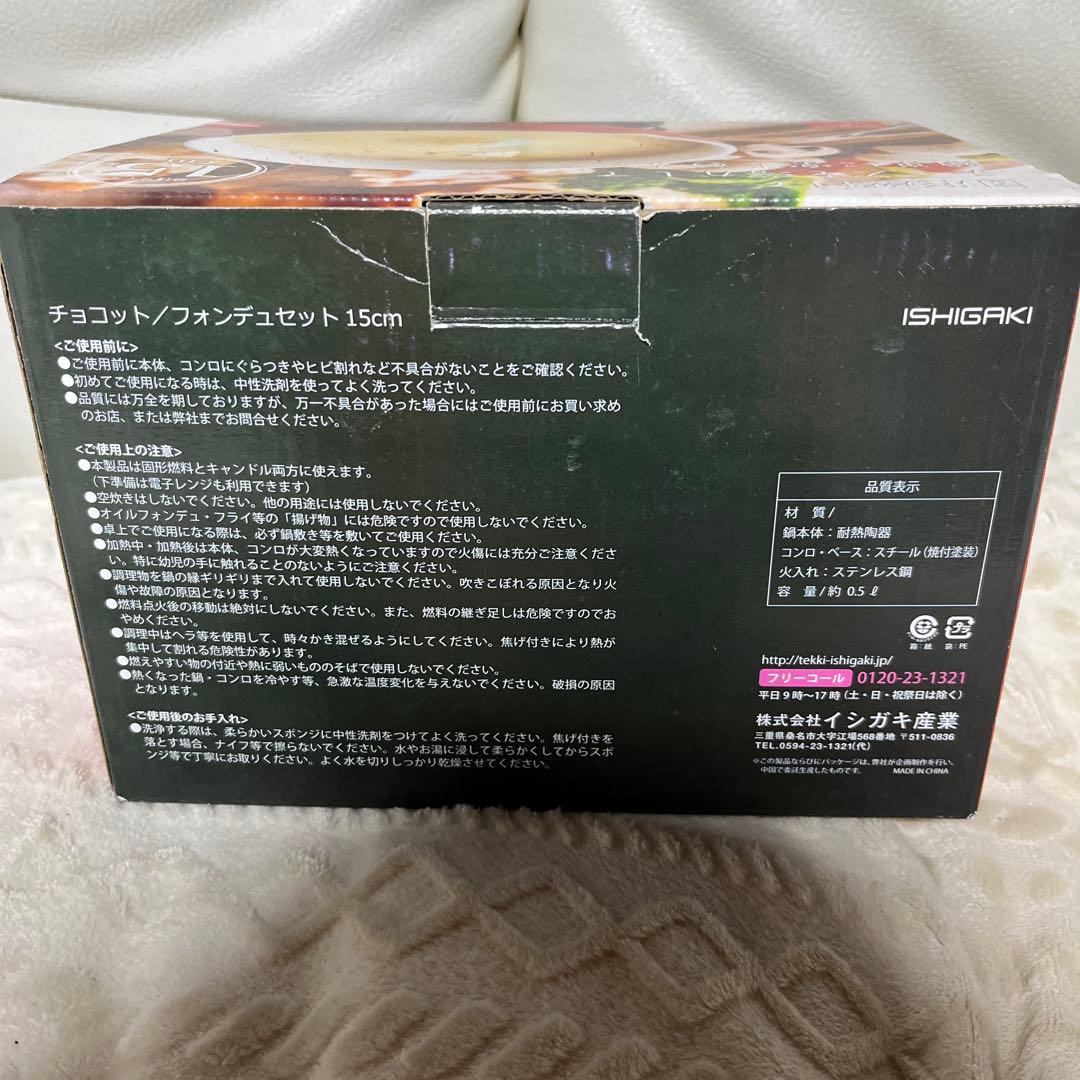 15
チョコット／フォンデュセット 15cm
ISHIGAKI
<ご使用前に>
●ご使用前に本体、コンロにぐらつきやヒビ割れなど不具合がないことをご確認ください。
●初めてご使用になる時は、中性洗剤を使ってよく洗ってください。
●品質には万全を期しておりますが、万一不具合があった場合にはご使用前にお買い求め
のお店、または弊社までお問合せください。
<ご使用上の注意>
●本製品は固形燃料とキャンドル両方に使えます。
（下準備は電子レンジも利用できます）
●空炊きはしないでください。他の用途には使用しないでください。
●オイルフォンデュ・フライ等の「揚げ物」には危険ですので使用しないでください。
●卓上でご使用になる際は、必ず鍋敷き等を敷いてご使用ください。
●加熱中・加熱後は本体、コンロが大変熱くなっていますので火傷には充分ご注意くださ
い。特に幼児の手に触れることのないようにご注意ください。
●調理物を鍋の縁ギリギリまで入れて使用しないでください。吹きこぼれる原因となり火
傷や故障の原因となります。
●燃料点火後の移動は絶対にしないでください。また、燃料の継ぎ足しは危険ですのでお
やめください。
●調理中はヘラ等を使用して、時々かき混ぜるようにしてください。焦げ付きにより熱が
集中して割れる危険性があります。
●燃えやすい物の付近や熱に弱いもののそばで使用しないでください。
●熱くなった鍋・コンロを冷やす等、急激な温度変化を与えないでください。破損の原因
となります。
<ご使用後のお手入れ>
●洗浄する際は、柔らかいスポンジに中性洗剤をつけてよく洗ってください。焦げ付きを
落とす場合、ナイフ等で擦らないでください。水やお湯に浸して柔らかくしてからスポ
ンジ等で丁寧にお取りください。よく水を切りしっかり乾燥させてください。
品質表示
材 質 /
鍋本体：耐熱陶器
コンロ・ベース：スチール（焼付塗装）
火入れ：ステンレス鋼
容 量 / 約 0.5 ℓ
箱：紙 袋：PE
http://tekki-ishigaki.jp/
フリーコール 0120-23-1321
平日９時〜17時（土・日・祝祭日は除く）
株式会社イシガキ産業
三重県桑名市大字江場568番地 〒511-0836
TEL.0594-23-1321（代）
※この製品ならびにパッケージは、弊社が企画制作を行い、
中国で委託生産したものです。 MADE IN CHINA